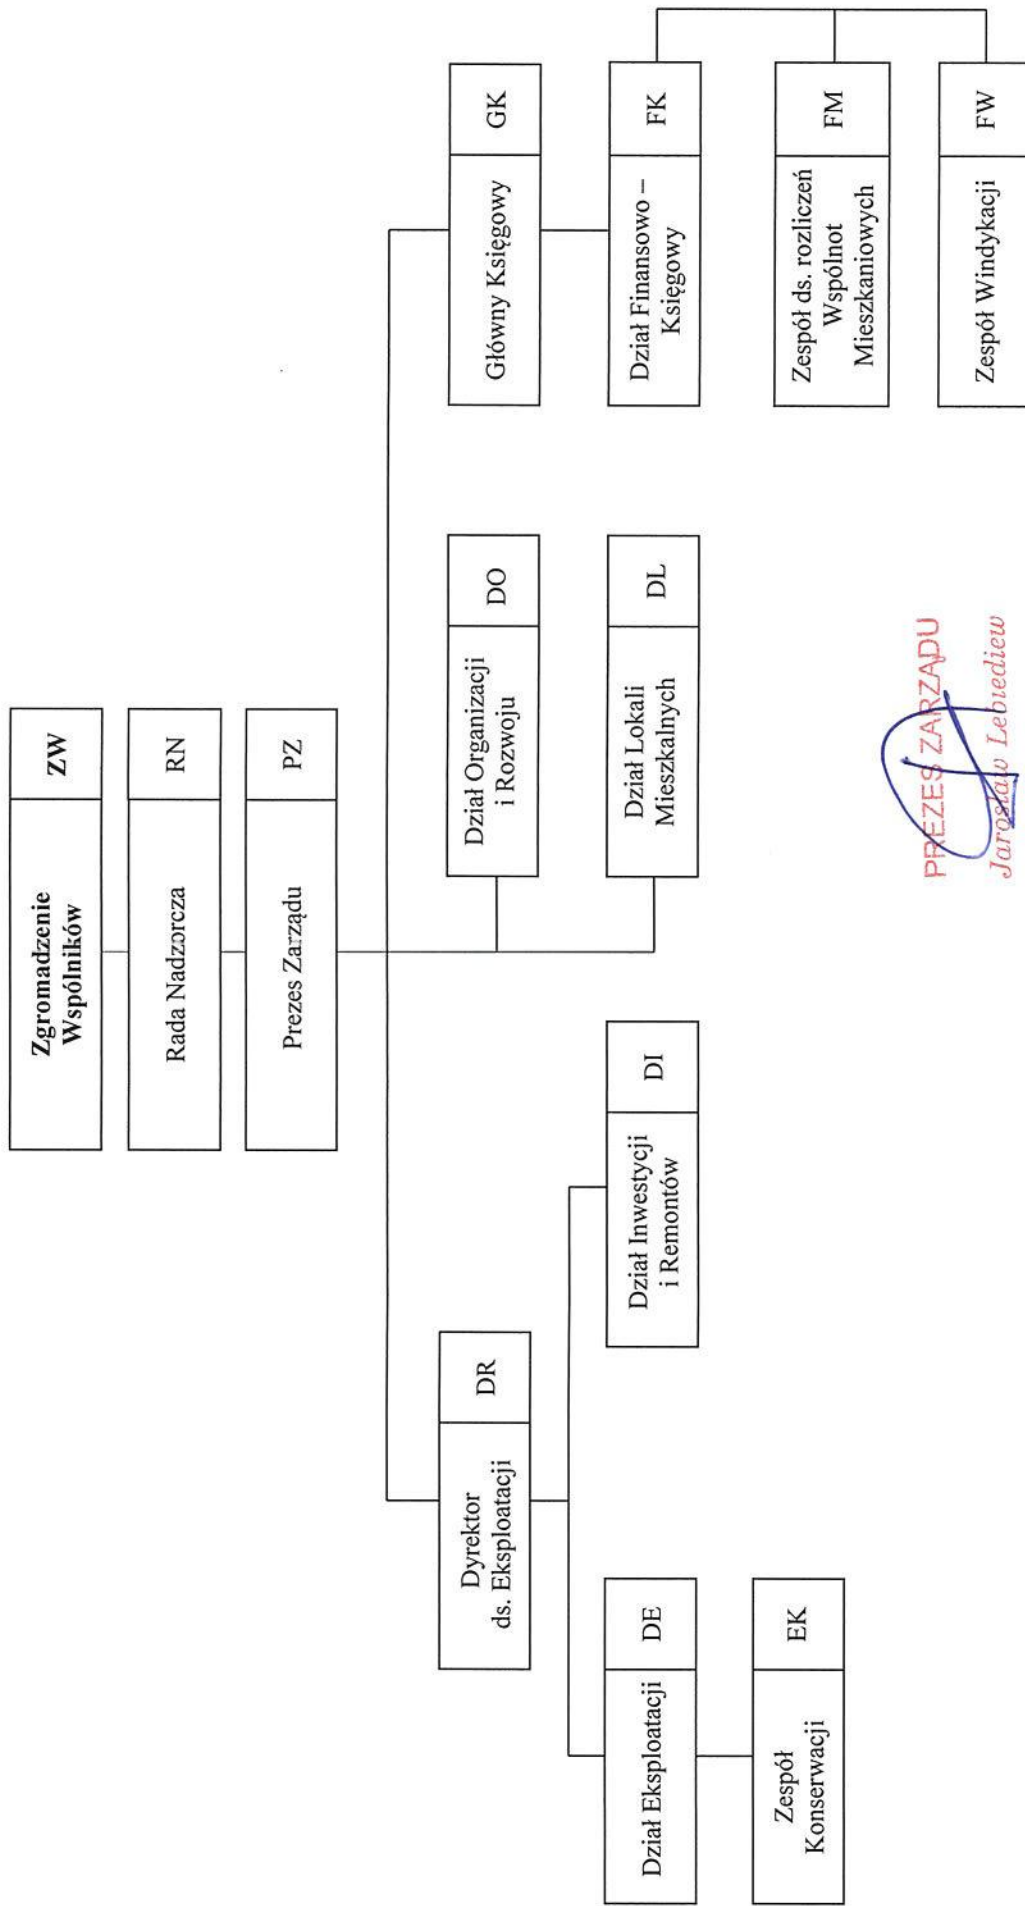 Zgromadzenie
Wspólników
ZW
Rada Nadzorcza
RN
Prezes Zarządu
PZ
Dyrektor
ds. Eksploatacji
DR
Dział Organizacji
i Rozwoju
DO
Główny Księgowy
GK
Dział Eksploatacji
DE
Dział Inwestycji
i Remontów
DI
Dział Lokali
Mieszkalnych
DL
Dział Finansowo –
Księgowy
FK
Zespół
Konserwacji
EK
Zespół ds. rozliczeń
Wspólnot
Mieszkaniowych
FM
Zespół Windykacji
FW
PREZES ZARZĄDU
Jarosław Lebiediew